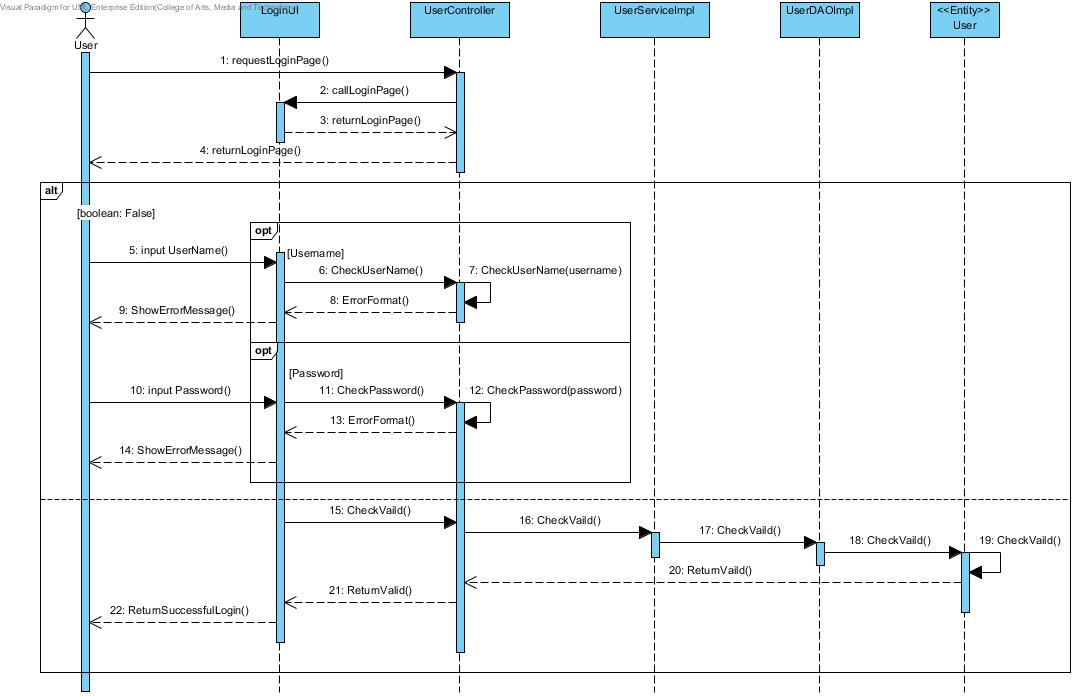 Visual Paradigm for UML Enterprise Edition(College of Arts, Media and
LoginUI
UserController
UserServiceImpl
UserDAOImpl
<<Entity>>
User
User
1: requestLoginPage()
2: callLoginPage()
3: returnLoginPage()
4: returnLoginPage()
alt
[boolean: False]
opt
5: input UserName()
[Username]
6: CheckUserName()
7: CheckUserName(username)
8: ErrorFormat()
9: ShowErrorMessage()
opt
[Password]
10: input Password()
11: CheckPassword()
12: CheckPassword(password)
13: ErrorFormat()
14: ShowErrorMessage()
15: CheckVaild()
16: CheckVaild()
17: CheckVaild()
18: CheckVaild()
19: CheckVaild()
20: ReturnVaild()
21: ReturnValid()
22: ReturnSuccessfulLogin()